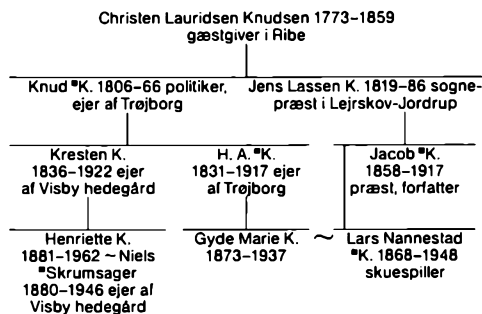 Christen Lauridsen Knudsen 1773–1859
gæstgiver i Ribe
Knud *K. 1806–66 politiker,
ejer af Trøjborg
Jens Lassen K. 1819–86 sogne-
præst i Lejrskov-Jordrup
Kresten K.
1836–1922 ejer
af Visby hedegård
H. A. *K.
1831–1917 ejer
af Trøjborg
Jacob *K.
1858–1917
præst, forfatter
Henriette K.
1881–1962 ~ Niels
*Skrumsager
1880–1946 ejer af
Visby hedegård
Gyde Marie K.
1873–1937
~
Lars Nannestad
*K. 1868–1948
skuespiller